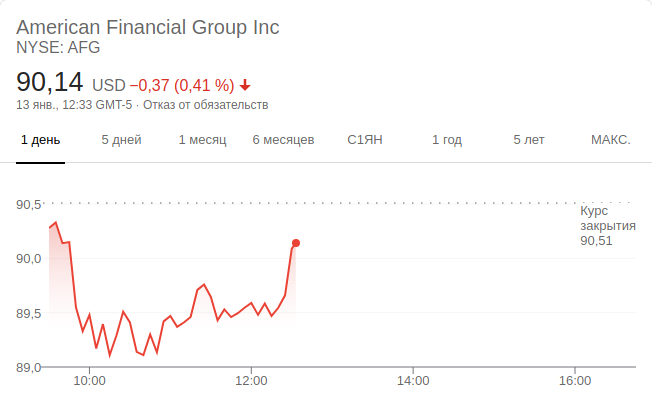 American Financial Group Inc
NYSE: AFG
90,14 USD −0,37 (0,41 %)
13 янв., 12:33 GMT-5 · Отказ от обязательств
1 день 5 дней 1 месяц 6 месяцев С1ЯН 1 год 5 лет МАКС.
90,5
Курс
закрытия
90,51
90,0
89,5
89,0
10:00 12:00 14:00 16:00